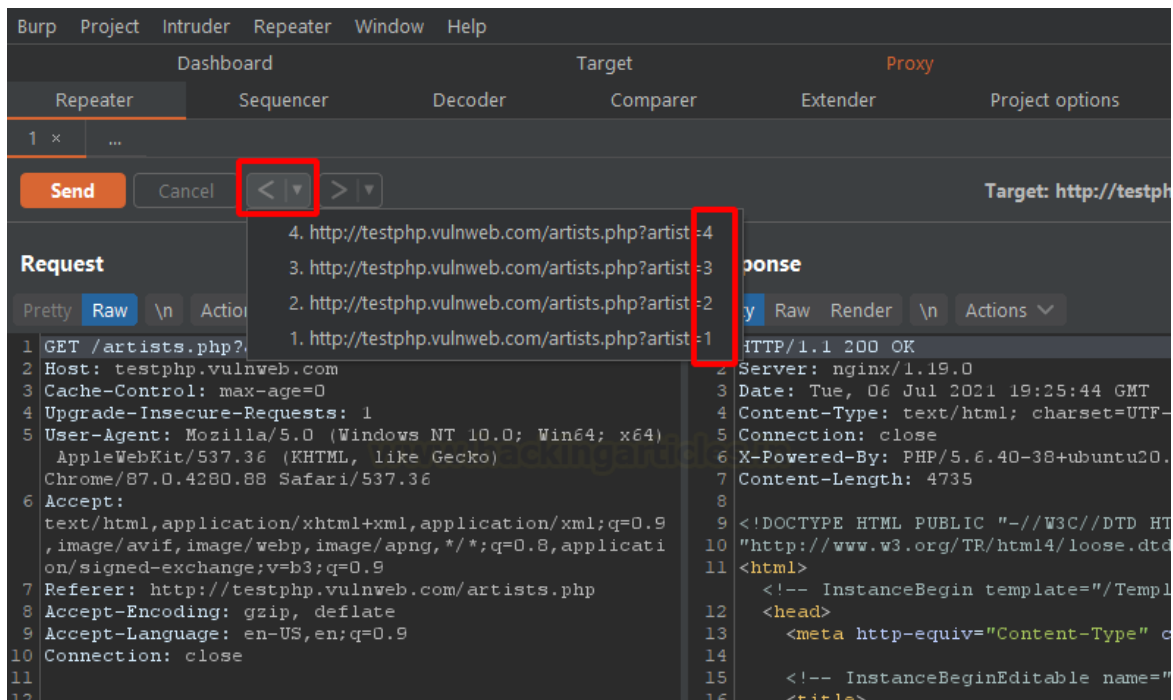 Burp Project Intruder Repeater Window Help
Dashboard Target Proxy
Repeater Sequencer Decoder Comparer Extender Project options
1 × ...
Send Cancel < > Target: http://testph
4. http://testphp.vulnweb.com/artists.php?artist=4
3. http://testphp.vulnweb.com/artists.php?artist=3
2. http://testphp.vulnweb.com/artists.php?artist=2
1. http://testphp.vulnweb.com/artists.php?artist=1
Request
Pretty Raw \n Action
1 GET /artists.php?
2 Host: testphp.vulnweb.com
3 Cache-Control: max-age=0
4 Upgrade-Insecure-Requests: 1
5 User-Agent: Mozilla/5.0 (Windows NT 10.0; Win64; x64)
AppleWebKit/537.36 (KHTML, like Gecko)
Chrome/87.0.4280.88 Safari/537.36
6 Accept:
text/html,application/xhtml+xml,application/xml;q=0.9
,image/avif,image/webp,image/apng,*/*;q=0.8,applicati
on/signed-exchange;v=b3;q=0.9
7 Referer: http://testphp.vulnweb.com/artists.php
8 Accept-Encoding: gzip, deflate
9 Accept-Language: en-US,en;q=0.9
10 Connection: close
11
12
ponse
y Raw Render \n Actions
HTTP/1.1 200 OK
2 Server: nginx/1.19.0
3 Date: Tue, 06 Jul 2021 19:25:44 GMT
4 Content-Type: text/html; charset=UTF-
5 Connection: close
6 X-Powered-By: PHP/5.6.40-38+ubuntu20.
7 Content-Length: 4735
8
9 <!DOCTYPE HTML PUBLIC "-//W3C//DTD HT
10 "http://www.w3.org/TR/html4/loose.dtd
11 <html>
<!-- InstanceBegin template="/Templ
12 <head>
13 <meta http-equiv="Content-Type" c
14
15 <!-- InstanceBeginEditable name="
16 <title>